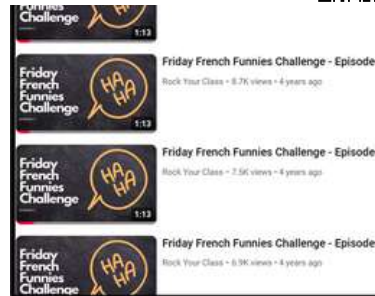 Funnies
Challenge
1:13
Friday French Funnies Challenge - Episode
Rock Your Class • 8.7K views • 4 years ago
Friday
French
Funnies
Challenge
HA
HA
1:13
Friday French Funnies Challenge - Episode
Rock Your Class • 7.5K views • 4 years ago
Friday
French
Funnies
Challenge
HA
HA
1:13
Friday French Funnies Challenge - Episode
Rock Your Class • 6.9K views • 4 years ago
Friday
French
Funnies
Challenge
HA
HA